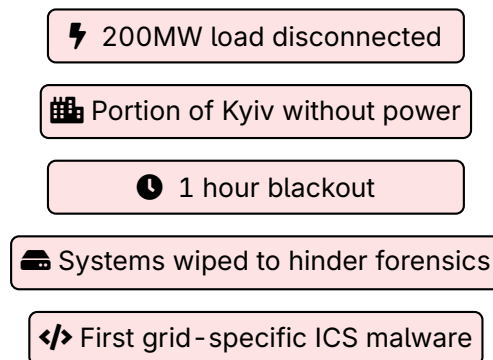 200MW load disconnected
Portion of Kyiv without power
1 hour blackout
Systems wiped to hinder forensics
First grid-specific ICS malware